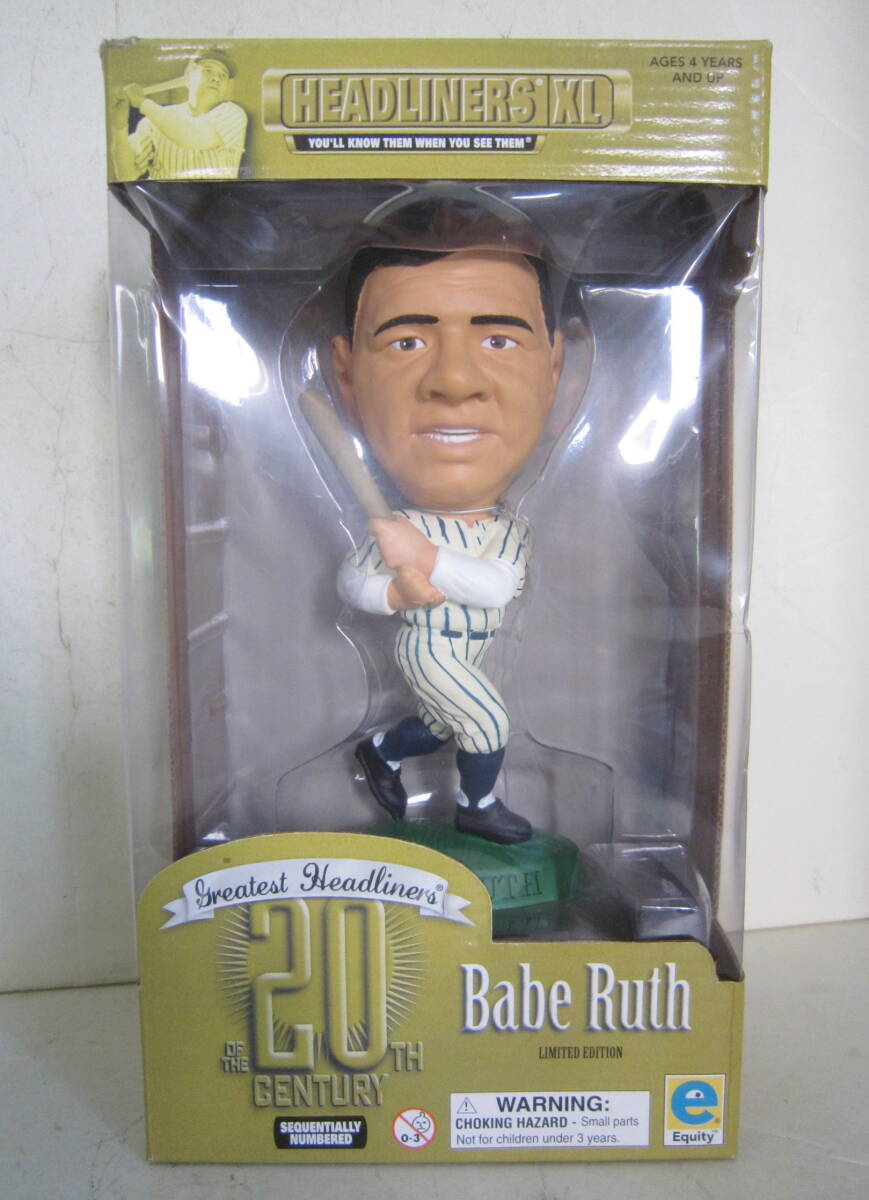 AGES 4 YEARS
AND UP
HEADLINERS® XL
YOU'LL KNOW THEM WHEN YOU SEE THEM®
Greatest Headliners®
OF THE 20TH
CENTURY
Babe Ruth
LIMITED EDITION
SEQUENTIALLY
NUMBERED
0-3
⚠ WARNING:
CHOKING HAZARD - Small parts
Not for children under 3 years.
e
Equity™